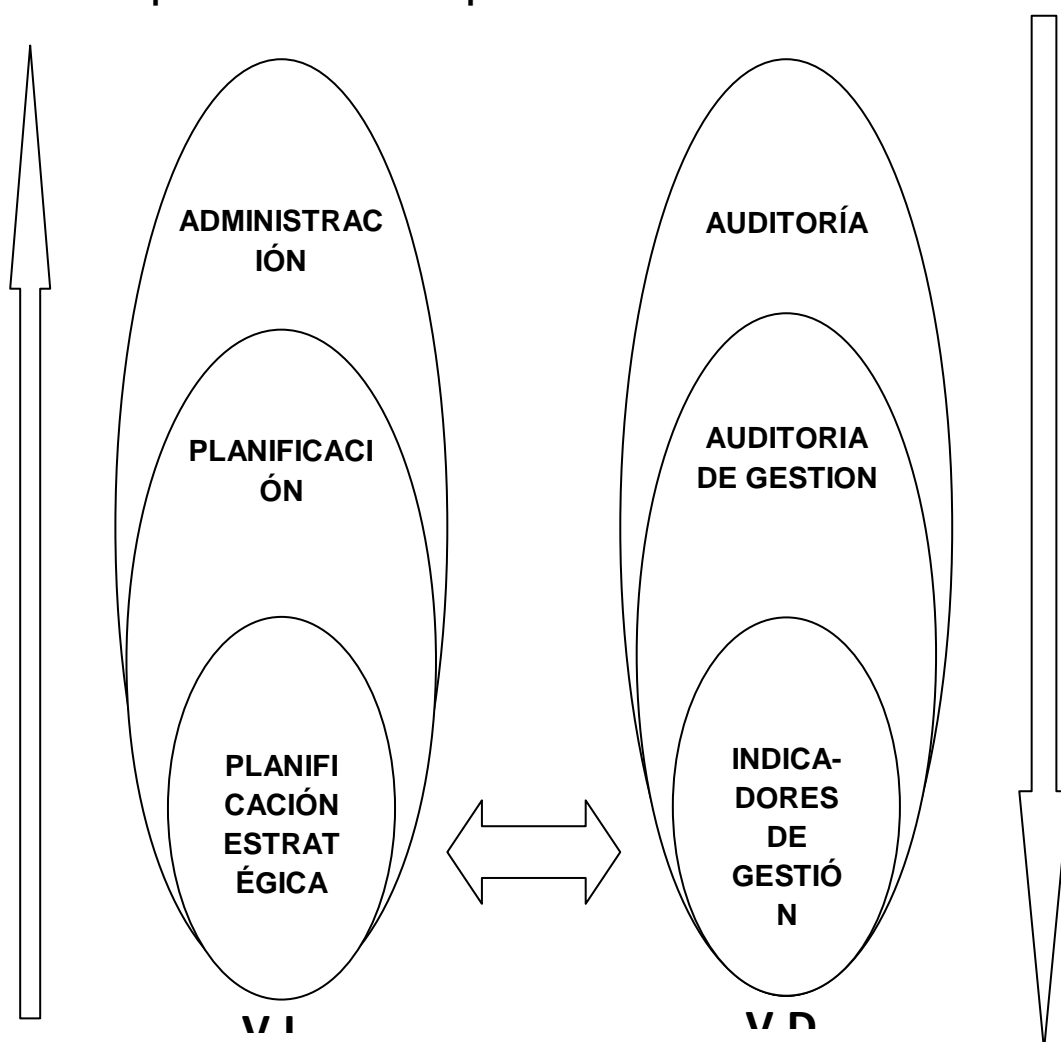 ADMINISTRAC
IÓN
PLANIFICACI
ÓN
PLANIFI
CACIÓN
ESTRAT
ÉGICA
AUDITORÍA
AUDITORIA
DE GESTION
INDICA-
DORES
DE
GESTIÓ
N
V.I.
V.D.